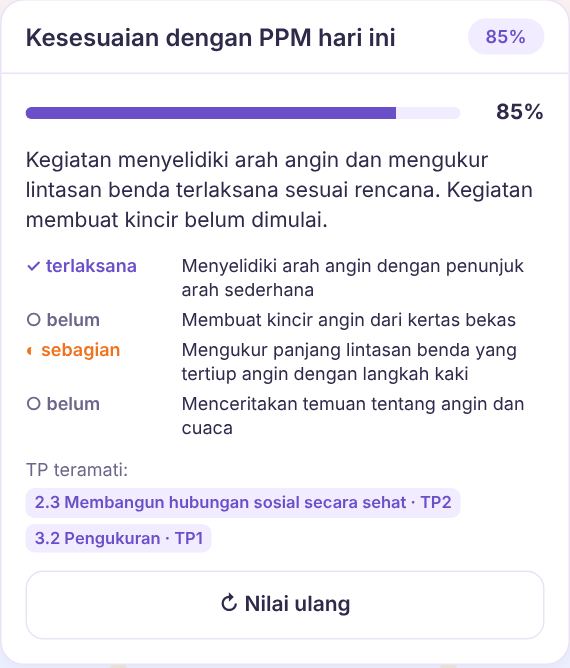 Kesesuaian dengan PPM hari ini 85%
85%
Kegiatan menyelidiki arah angin dan mengukur
lintasan benda terlaksana sesuai rencana. Kegiatan
membuat kincir belum dimulai.
✓ terlaksana Menyelidiki arah angin dengan penunjuk
arah sederhana
○ belum Membuat kincir angin dari kertas bekas
◖ sebagian Mengukur panjang lintasan benda yang
tertiup angin dengan langkah kaki
○ belum Menceritakan temuan tentang angin dan
cuaca
TP teramati:
2.3 Membangun hubungan sosial secara sehat · TP2
3.2 Pengukuran · TP1
↻ Nilai ulang